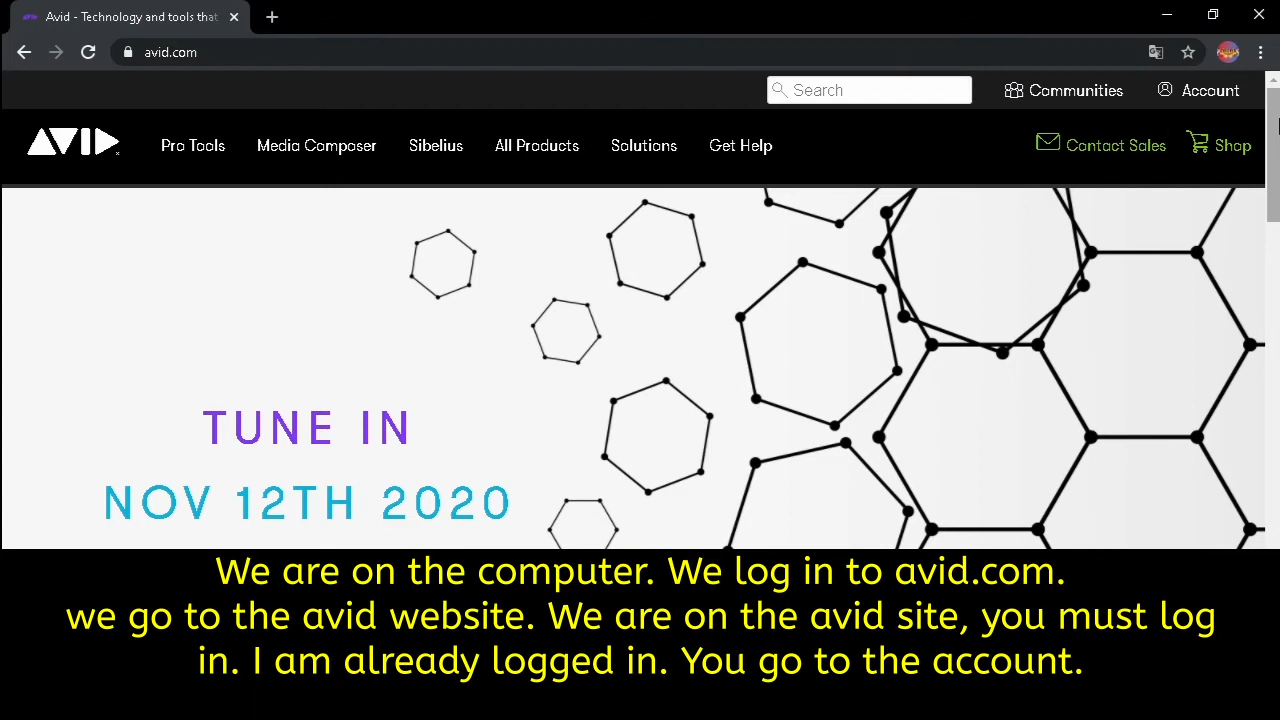 Avid - Technology and tools that
avid.com
Search
Communities
Account
AVID
Pro Tools
Media Composer
Sibelius
All Products
Solutions
Get Help
Contact Sales
Shop
TUNE IN
NOV 12TH 2020
We are on the computer. We log in to avid.com.
we go to the avid website. We are on the avid site, you must log
in. I am already logged in. You go to the account.